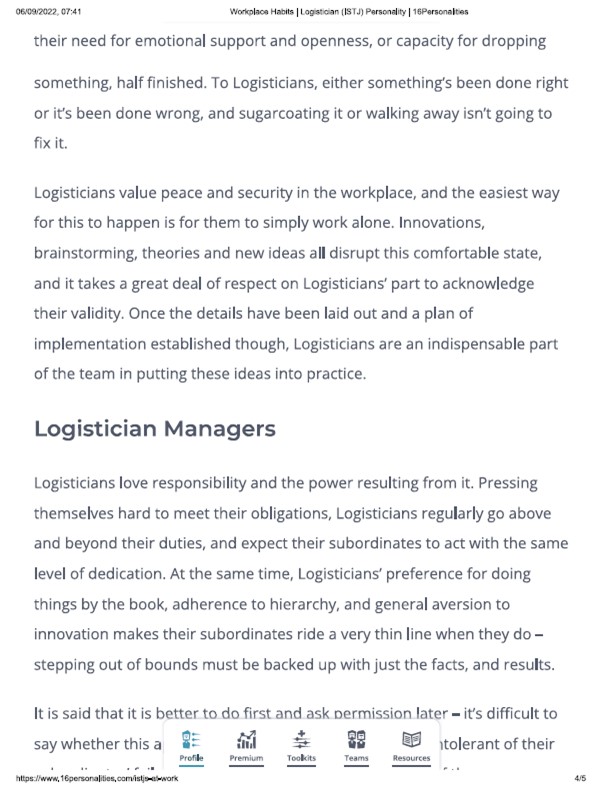 06/09/2022, 07:41 Workplace Habits | Logistician (ISTJ) Personality | 16Personalities
their need for emotional support and openness, or capacity for dropping
something, half finished. To Logisticians, either something's been done right
or it's been done wrong, and sugarcoating it or walking away isn't going to
fix it.
Logisticians value peace and security in the workplace, and the easiest way
for this to happen is for them to simply work alone. Innovations,
brainstorming, theories and new ideas all disrupt this comfortable state,
and it takes a great deal of respect on Logisticians' part to acknowledge
their validity. Once the details have been laid out and a plan of
implementation established though, Logisticians are an indispensable part
of the team in putting these ideas into practice.
Logistician Managers
Logisticians love responsibility and the power resulting from it. Pressing
themselves hard to meet their obligations, Logisticians regularly go above
and beyond their duties, and expect their subordinates to act with the same
level of dedication. At the same time, Logisticians' preference for doing
things by the book, adherence to hierarchy, and general aversion to
innovation makes their subordinates ride a very thin line when they do –
stepping out of bounds must be backed up with just the facts, and results.
It is said that it is better to do first and ask permission later – it's difficult to
say whether this a ntolerant of their
Profile Premium Toolkits Teams Resources
https://www.16personalities.com/istjs-at-work 4/5